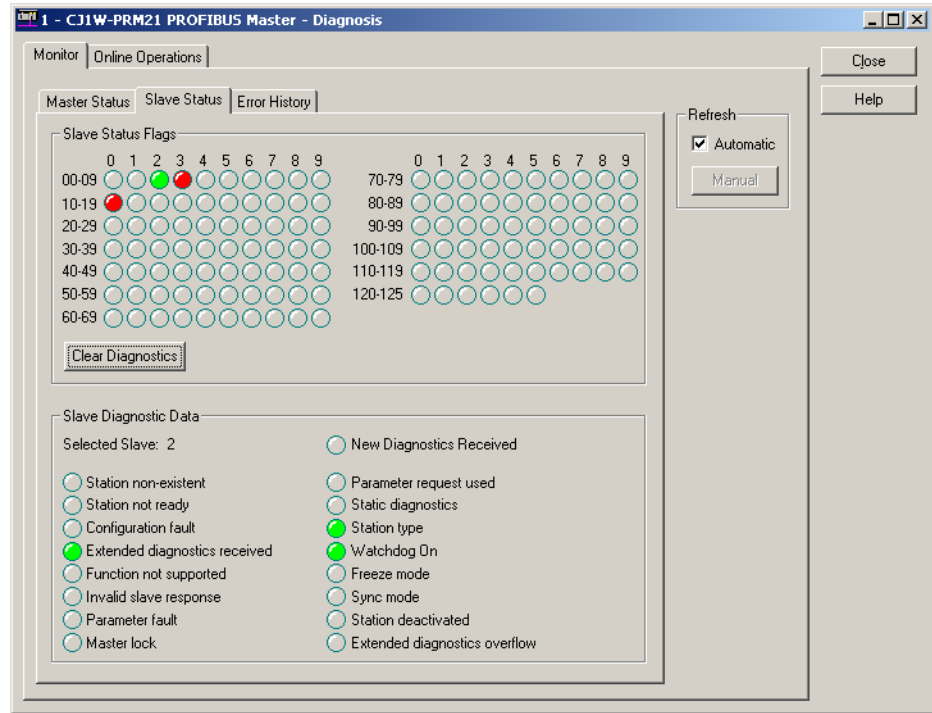 1 - CJ1W-PRM21 PROFIBUS Master - Diagnosis
Monitor Online Operations
Close
Help
Master Status Slave Status Error History
Refresh
Automatic
Manual
Slave Status Flags
0 1 2 3 4 5 6 7 8 9 0 1 2 3 4 5 6 7 8 9
00-09 70-79
10-19 80-89
20-29 90-99
30-39 100-109
40-49 110-119
50-59 120-125
60-69
Clear Diagnostics
Slave Diagnostic Data
Selected Slave: 2 New Diagnostics Received
Station non-existent Parameter request used
Station not ready Static diagnostics
Configuration fault Station type
Extended diagnostics received Watchdog On
Function not supported Freeze mode
Invalid slave response Sync mode
Parameter fault Station deactivated
Master lock Extended diagnostics overflow